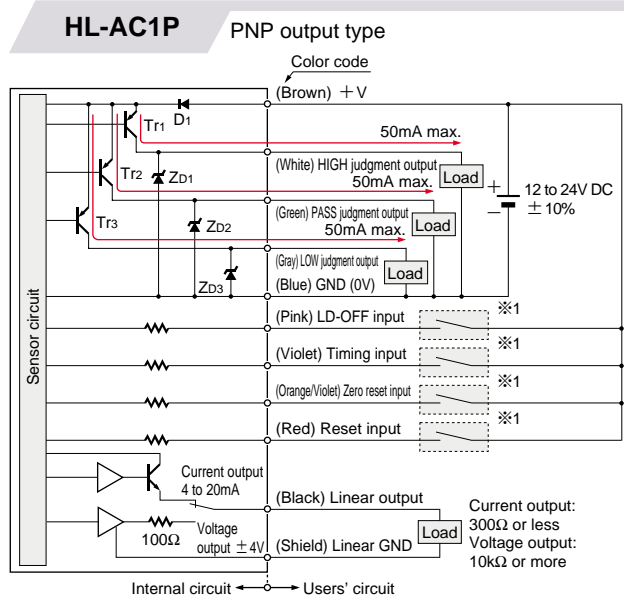 HL-AC1P PNP output type
Color code
(Brown) +V
D1
Tr1
50mA max.
(White) HIGH judgment output
Load
Tr2
ZD1
50mA max.
+
−
12 to 24V DC
±10%
(Green) PASS judgment output
Load
Tr3
ZD2
50mA max.
(Gray) LOW judgment output
Load
ZD3
(Blue) GND (0V)
Sensor circuit
(Pink) LD-OFF input
※1
(Violet) Timing input
※1
(Orange/Violet) Zero reset input
※1
(Red) Reset input
※1
Current output
4 to 20mA
(Black) Linear output
Load
Current output:
300Ω or less
Voltage output:
10kΩ or more
100Ω
Voltage
output ±4V
(Shield) Linear GND
Internal circuit
Users' circuit